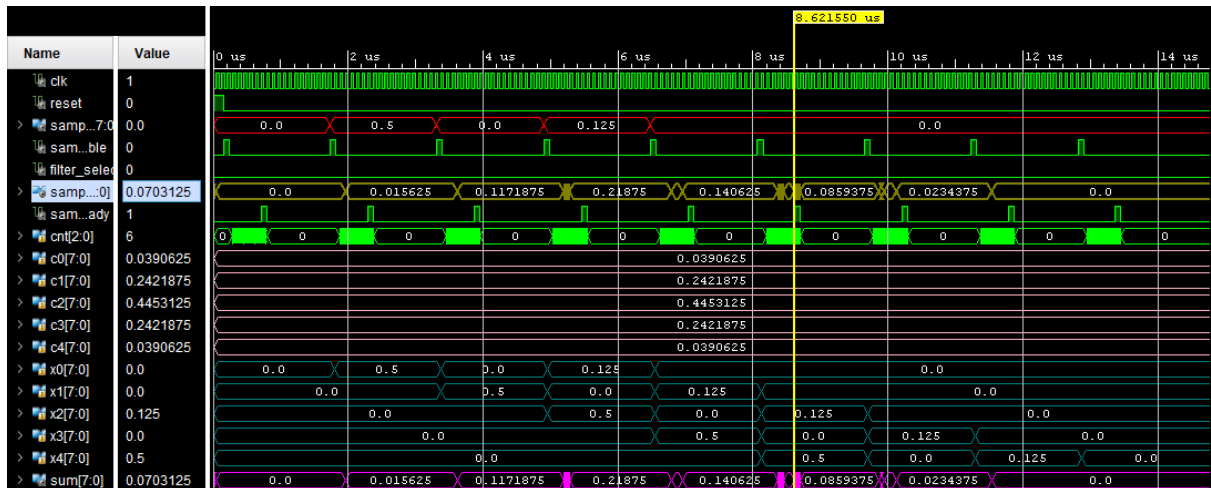 8.621550 us
Name Value 0 us 2 us 4 us 6 us 8 us 10 us 12 us 14 us
clk 1
reset 0
samp...7:0 0.0 0.0 0.5 0.0 0.125 0.0
sam...ble 0
filter_selec 0
samp...:0] 0.0703125 0.0 0.015625 0.1171875 0.21875 0.140625 0.0859375 0.0234375 0.0
sam...ady 1
cnt[2:0] 6 0 0 0 0 0 0 0 0 0 0
c0[7:0] 0.0390625 0.0390625
c1[7:0] 0.2421875 0.2421875
c2[7:0] 0.4453125 0.4453125
c3[7:0] 0.2421875 0.2421875
c4[7:0] 0.0390625 0.0390625
x0[7:0] 0.0 0.0 0.5 0.0 0.125 0.0
x1[7:0] 0.0 0.0 0.5 0.0 0.125 0.0
x2[7:0] 0.125 0.0 0.5 0.0 0.125 0.0
x3[7:0] 0.0 0.0 0.5 0.0 0.125 0.0
x4[7:0] 0.5 0.0 0.5 0.0 0.125 0.0
sum[7:0] 0.0703125 0.0 0.015625 0.1171875 0.21875 0.140625 0.0859375 0.0234375 0.0